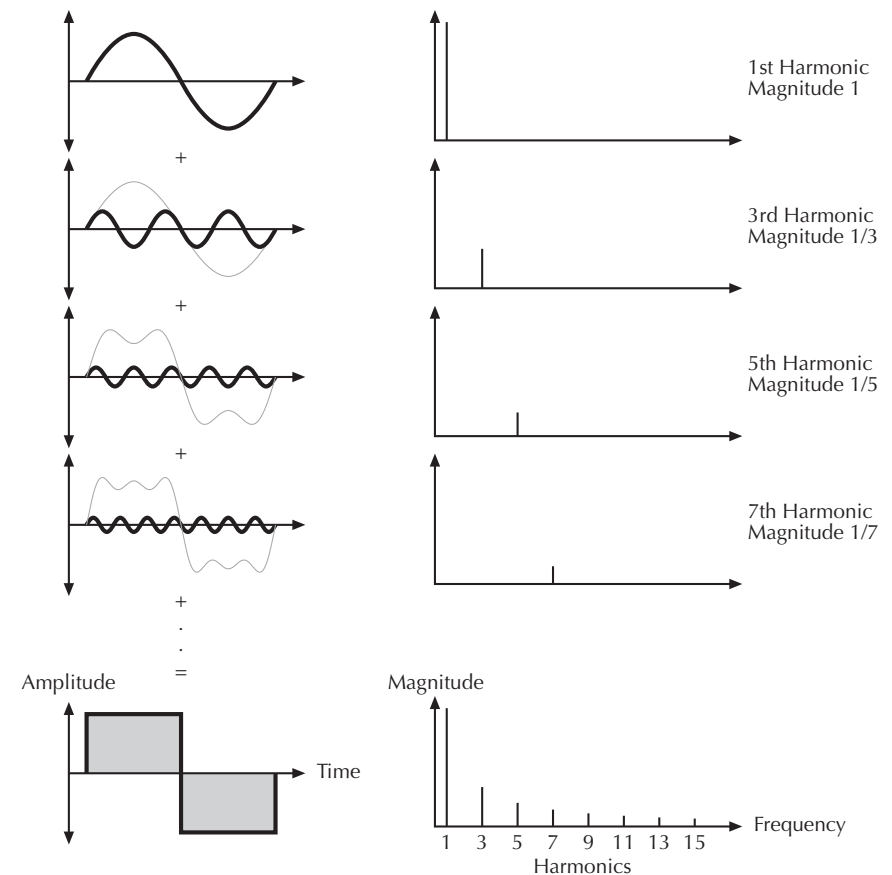 1st Harmonic
Magnitude 1
+
3rd Harmonic
Magnitude 1/3
+
5th Harmonic
Magnitude 1/5
+
7th Harmonic
Magnitude 1/7
+
.
.
=
Amplitude
Magnitude
Time
Frequency
1 3 5 7 9 11 13 15
Harmonics